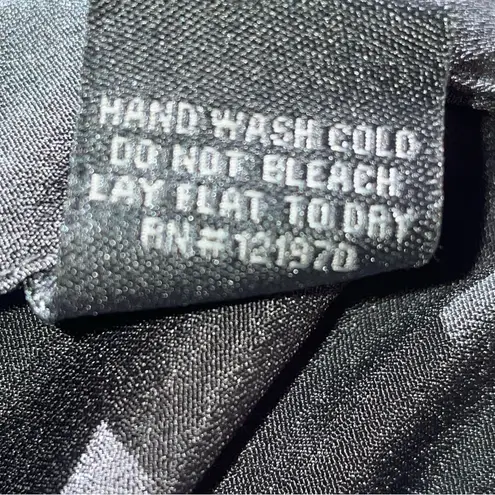 HAND WASH COLD
DO NOT BLEACH
LAY FLAT TO DRY
RN#121970